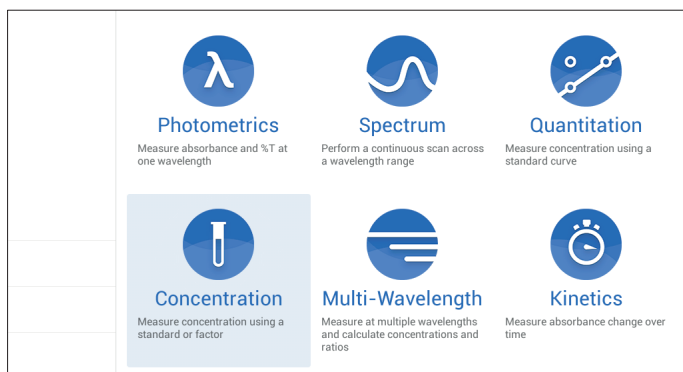 λ
Photometrics
Measure absorbance and %T at
one wavelength
Spectrum
Perform a continuous scan across
a wavelength range
Quantitation
Measure concentration using a
standard curve
Concentration
Measure concentration using a
standard or factor
Multi-Wavelength
Measure at multiple wavelengths
and calculate concentrations and
ratios
Kinetics
Measure absorbance change over
time